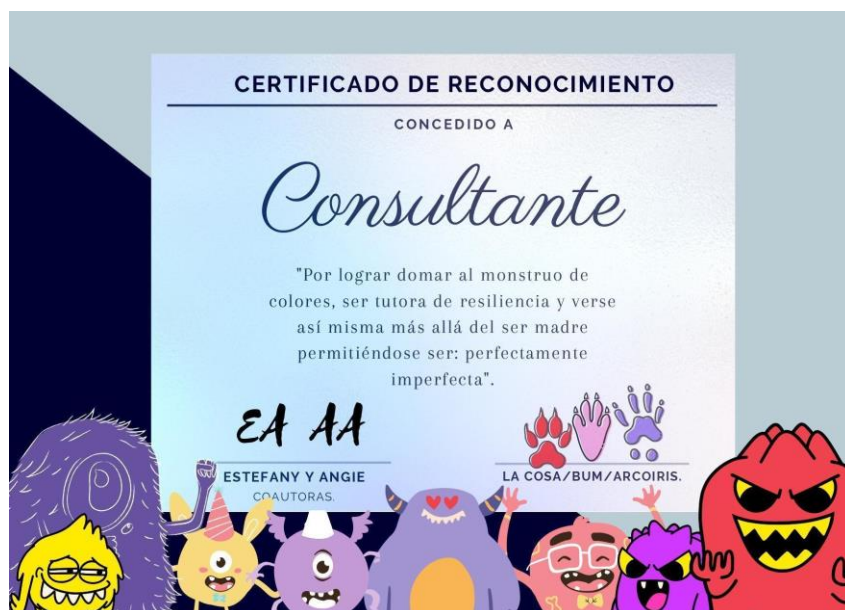 CERTIFICADO DE RECONOCIMIENTO
CONCEDIDO A
Consultante
"Por lograr domar al monstruo de
colores, ser tutora de resiliencia y verse
así misma más allá del ser madre
permitiéndose ser: perfectamente
imperfecta".
EA AA
ESTEFANY Y ANGIE
COAUTORAS.
LA COSA/BUM/ARCOIRIS.